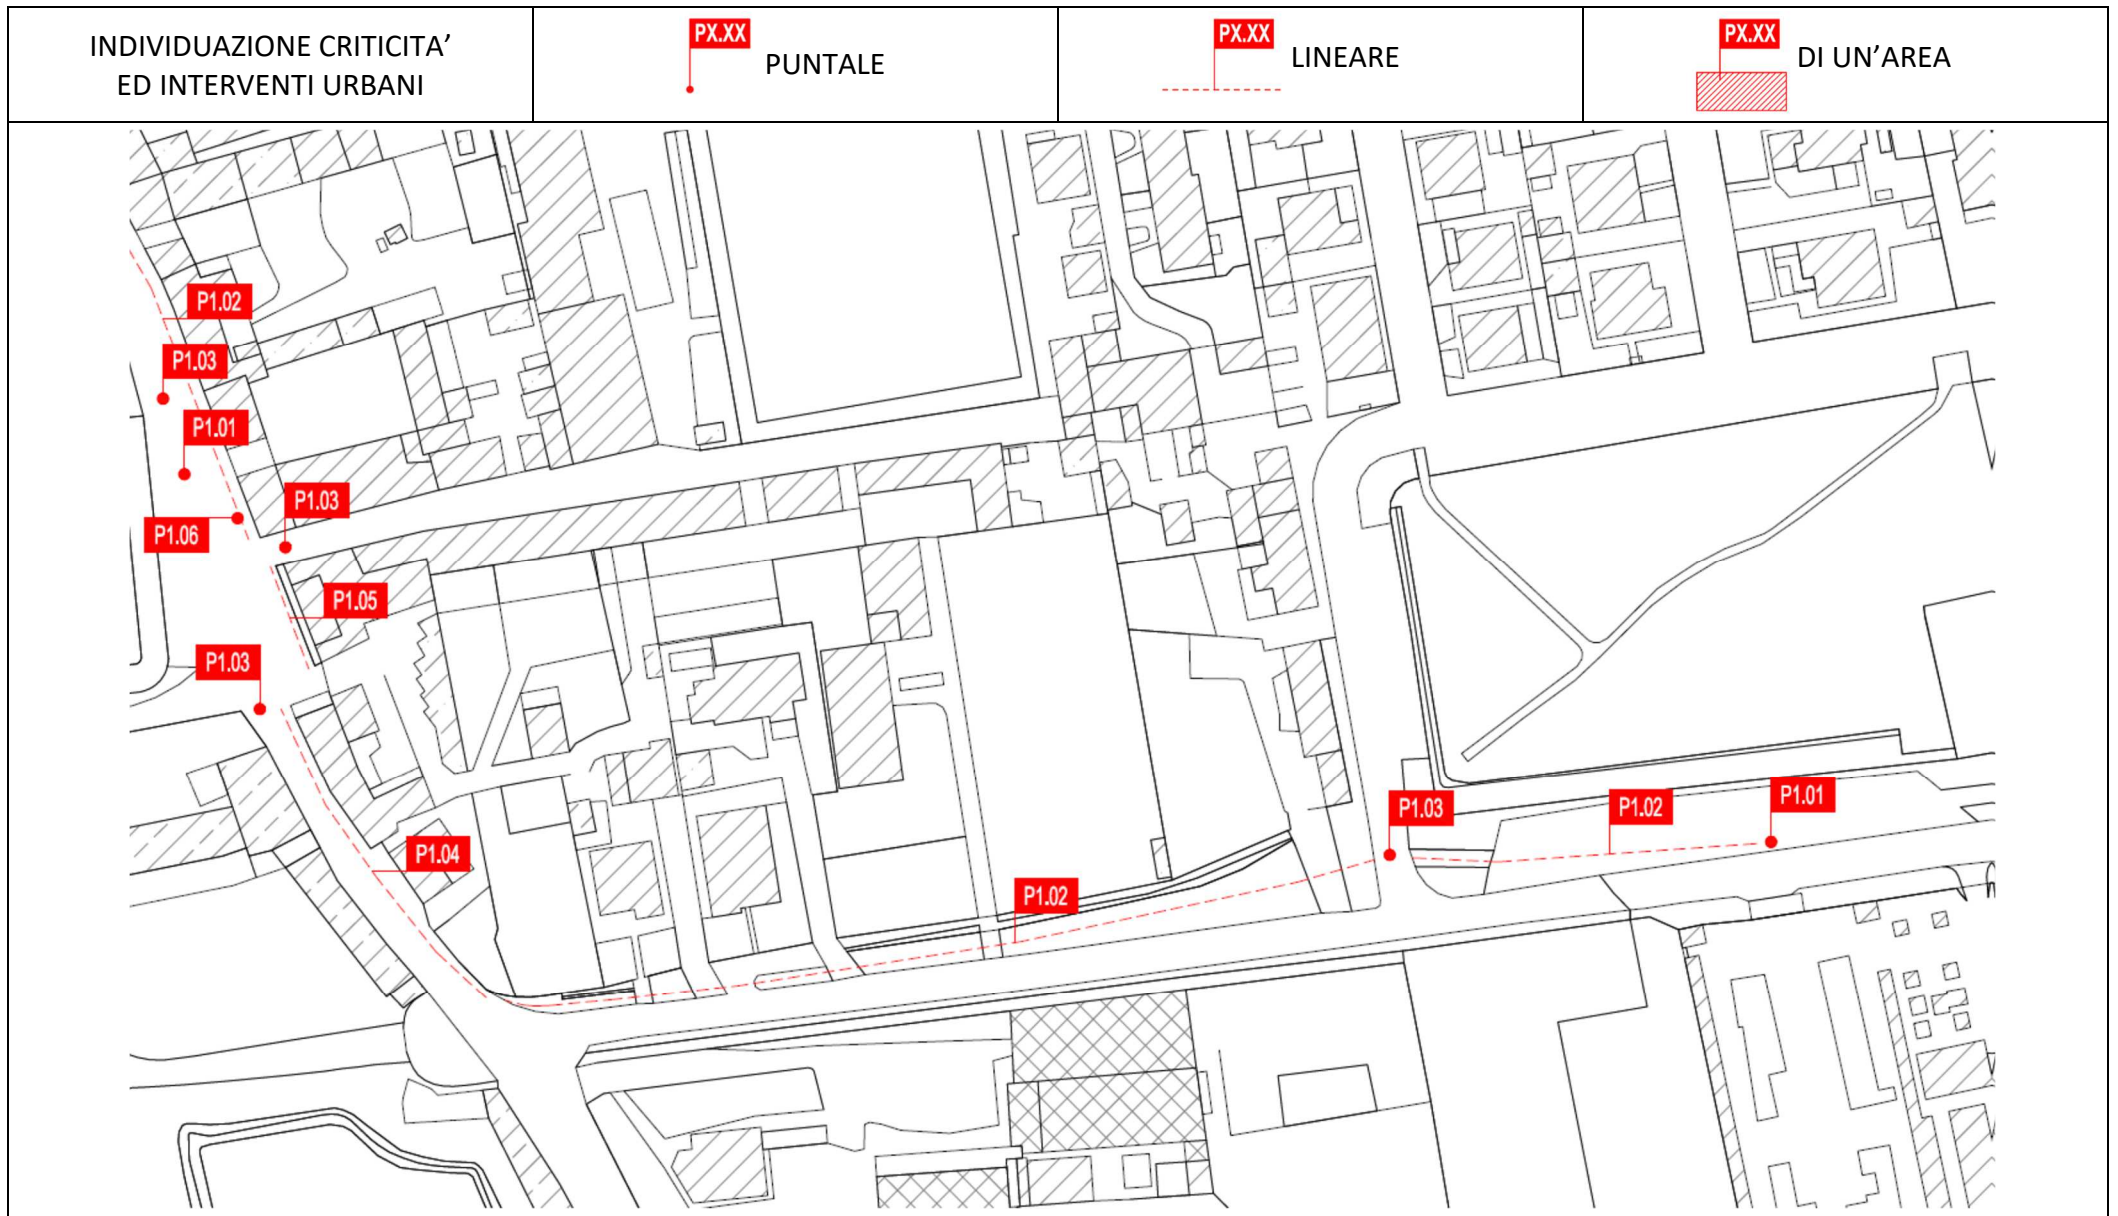 INDIVIDUAZIONE CRITICITA’
ED INTERVENTI URBANI
PX.XX
PUNTALE
PX.XX
LINEARE
PX.XX
DI UN’AREA
P1.02
P1.03
P1.01
P1.03
P1.06
P1.05
P1.03
P1.04
P1.02
P1.03
P1.02
P1.01